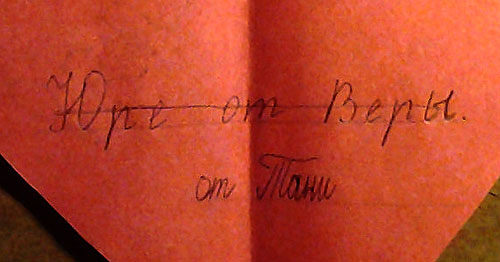 Юре от Веры.
от Тани